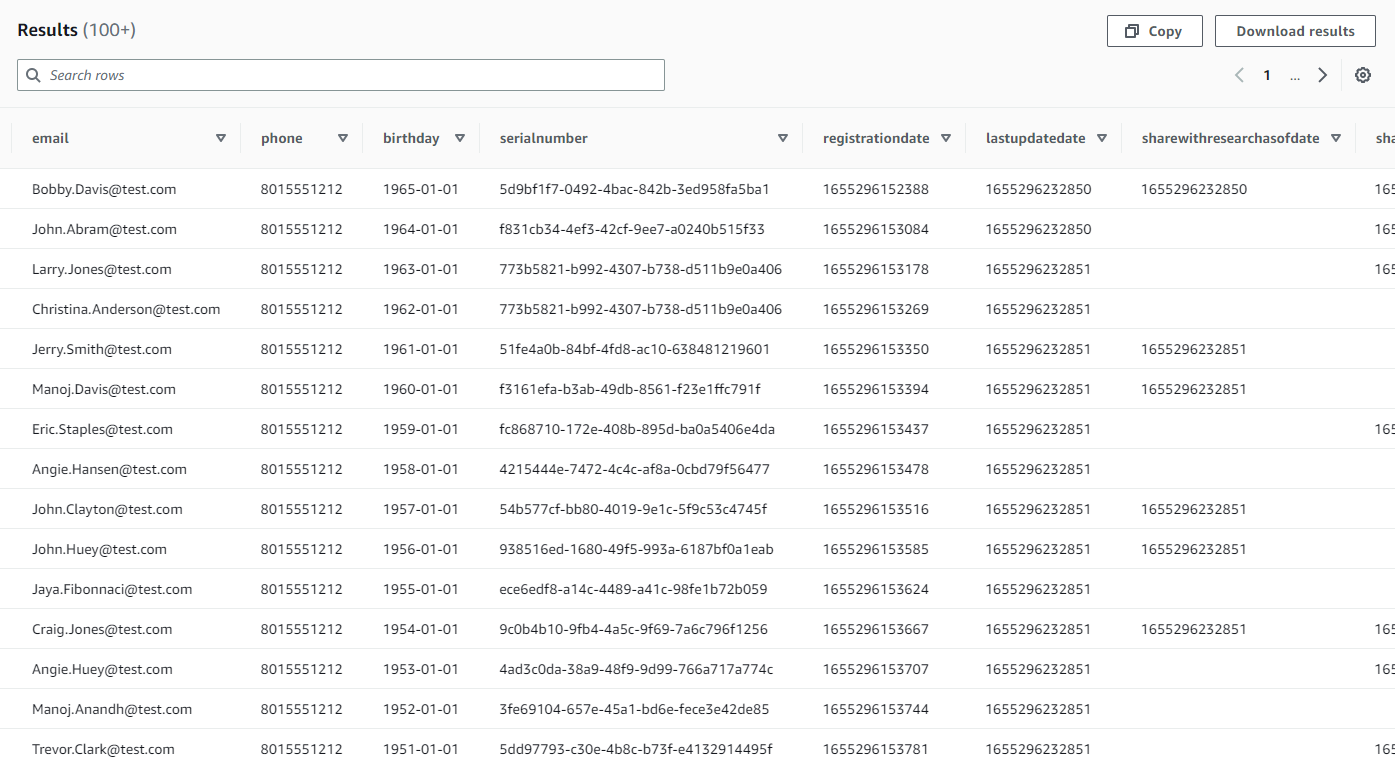 Results (100+)
Copy
Download results
Search rows
1 ...
email phone birthday serialnumber registrationdate lastupdatedate sharewithresearchasofdate sha
Bobby.Davis@test.com 8015551212 1965-01-01 5d9bf1f7-0492-4bac-842b-3ed958fa5ba1 1655296152388 1655296232850 1655296232850 165
John.Abram@test.com 8015551212 1964-01-01 f831cb34-4ef3-42cf-9ee7-a0240b515f33 1655296153084 1655296232850 165
Larry.Jones@test.com 8015551212 1963-01-01 773b5821-b992-4307-b738-d511b9e0a406 1655296153178 1655296232851 165
Christina.Anderson@test.com 8015551212 1962-01-01 773b5821-b992-4307-b738-d511b9e0a406 1655296153269 1655296232851
Jerry.Smith@test.com 8015551212 1961-01-01 51fe4a0b-84bf-4fd8-ac10-638481219601 1655296153350 1655296232851 1655296232851
Manoj.Davis@test.com 8015551212 1960-01-01 f3161efa-b3ab-49db-8561-f23e1ffc791f 1655296153394 1655296232851 1655296232851
Eric.Staples@test.com 8015551212 1959-01-01 fc868710-172e-408b-895d-ba0a5406e4da 1655296153437 1655296232851 165
Angie.Hansen@test.com 8015551212 1958-01-01 4215444e-7472-4c4c-af8a-0cbd79f56477 1655296153478 1655296232851
John.Clayton@test.com 8015551212 1957-01-01 54b577cf-bb80-4019-9e1c-5f9c53c4745f 1655296153516 1655296232851 1655296232851
John.Huey@test.com 8015551212 1956-01-01 938516ed-1680-49f5-993a-6187bf0a1eab 1655296153585 1655296232851 1655296232851
Jaya.Fibonnaci@test.com 8015551212 1955-01-01 ece6edf8-a14c-4489-a41c-98fe1b72b059 1655296153624 1655296232851
Craig.Jones@test.com 8015551212 1954-01-01 9c0b4b10-9fb4-4a5c-9f69-7a6c796f1256 1655296153667 1655296232851 1655296232851 165
Angie.Huey@test.com 8015551212 1953-01-01 4ad3c0da-38a9-48f9-9d99-766a717a774c 1655296153707 1655296232851 165
Manoj.Anandh@test.com 8015551212 1952-01-01 3fe69104-657e-45a1-bd6e-fece3e42de85 1655296153744 1655296232851
Trevor.Clark@test.com 8015551212 1951-01-01 5dd97793-c30e-4b8c-b73f-e4132914495f 1655296153781 1655296232851 165